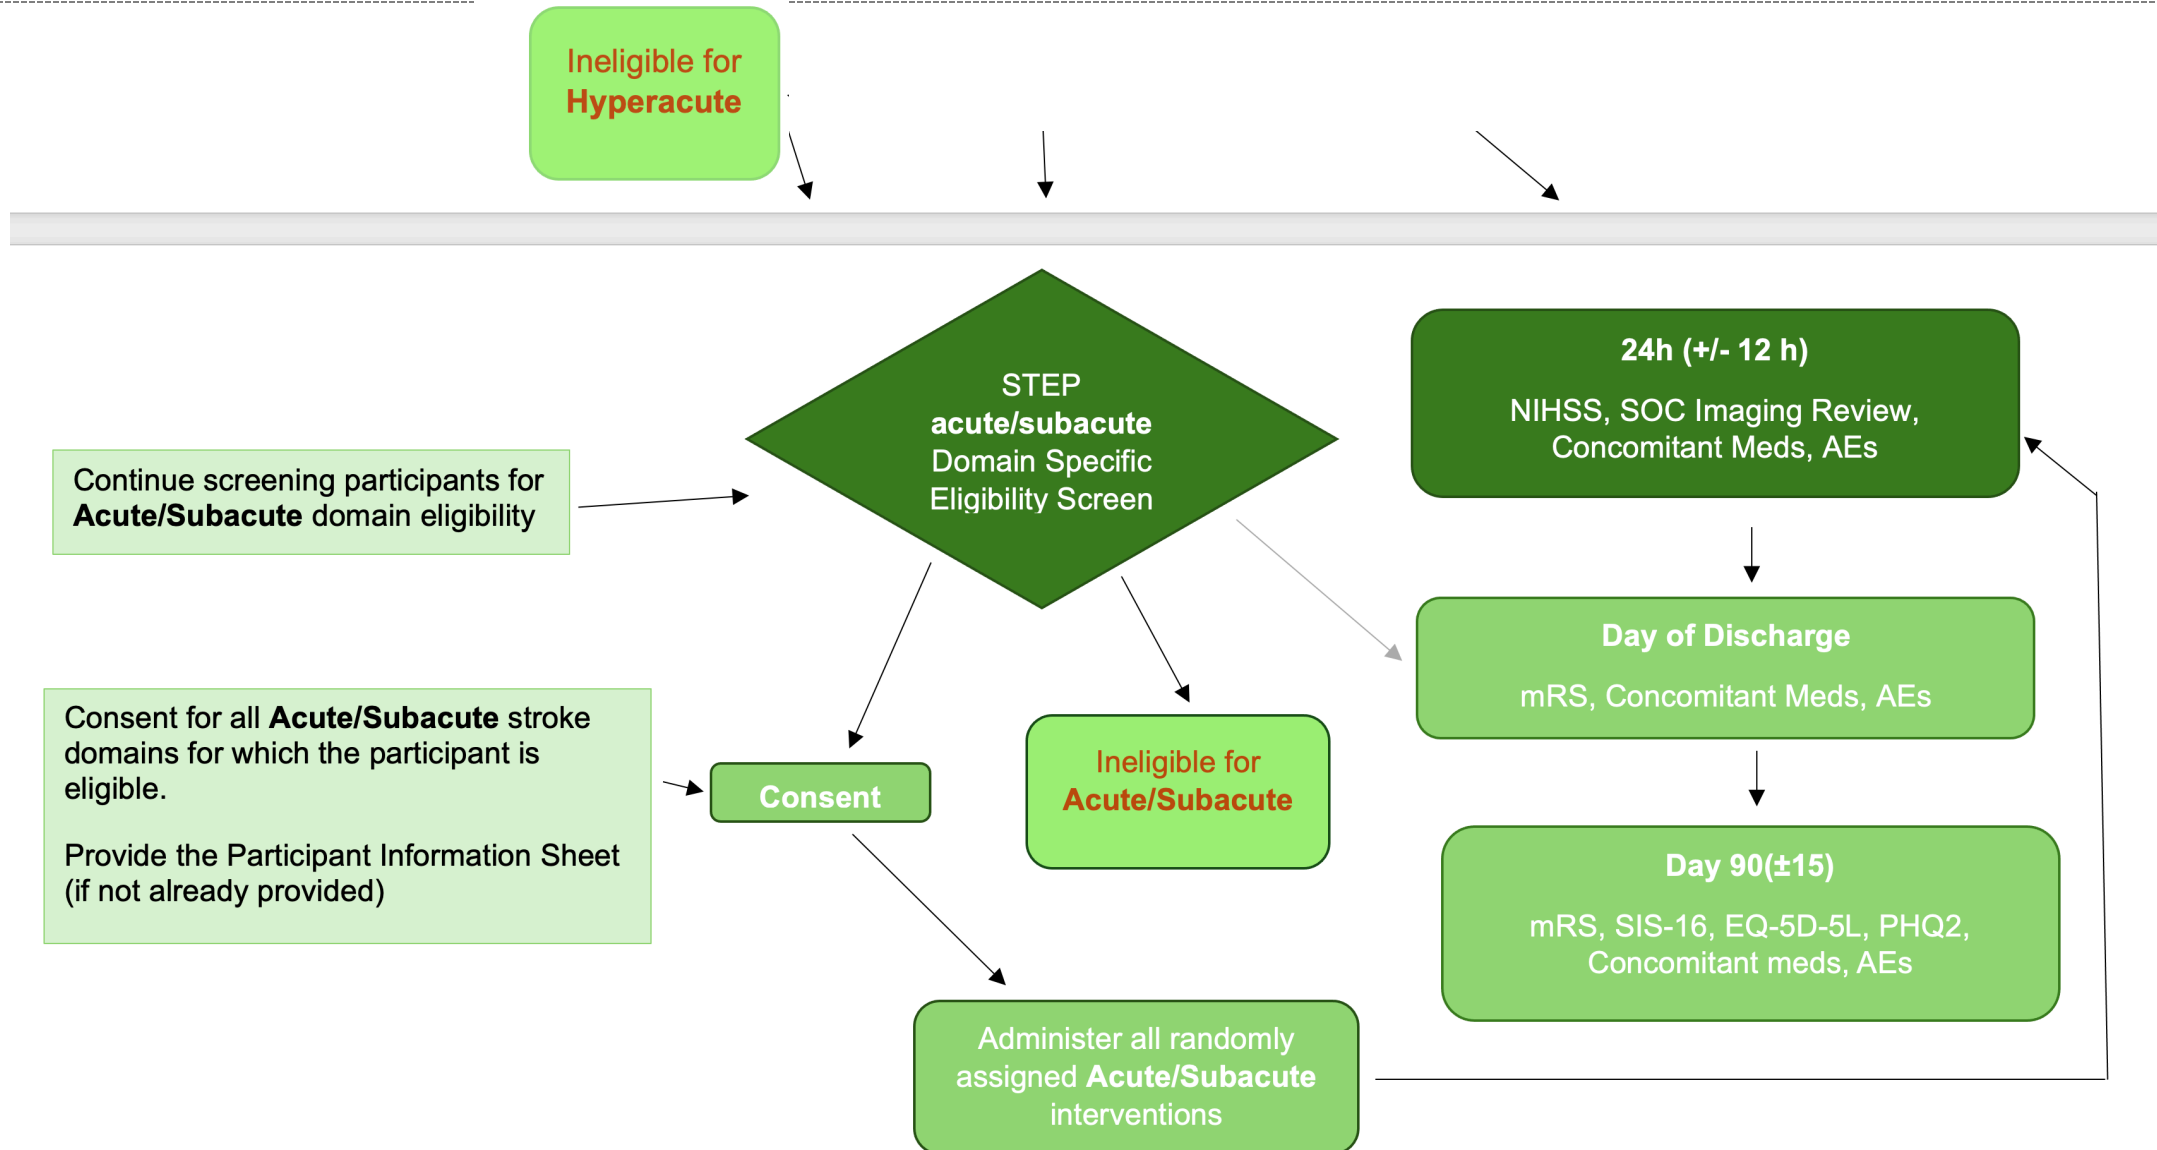 Ineligible for
Hyperacute
STEP
acute/subacute
Domain Specific
Eligibility Screen
24h (+/- 12 h)
NIHSS, SOC Imaging Review,
Concomitant Meds, AEs
Continue screening participants for
Acute/Subacute domain eligibility
Day of Discharge
mRS, Concomitant Meds, AEs
Consent for all Acute/Subacute stroke
domains for which the participant is
eligible.
Provide the Participant Information Sheet
(if not already provided)
Consent
Ineligible for
Acute/Subacute
Day 90(±15)
mRS, SIS-16, EQ-5D-5L, PHQ2,
Concomitant meds, AEs
Administer all randomly
assigned Acute/Subacute
interventions